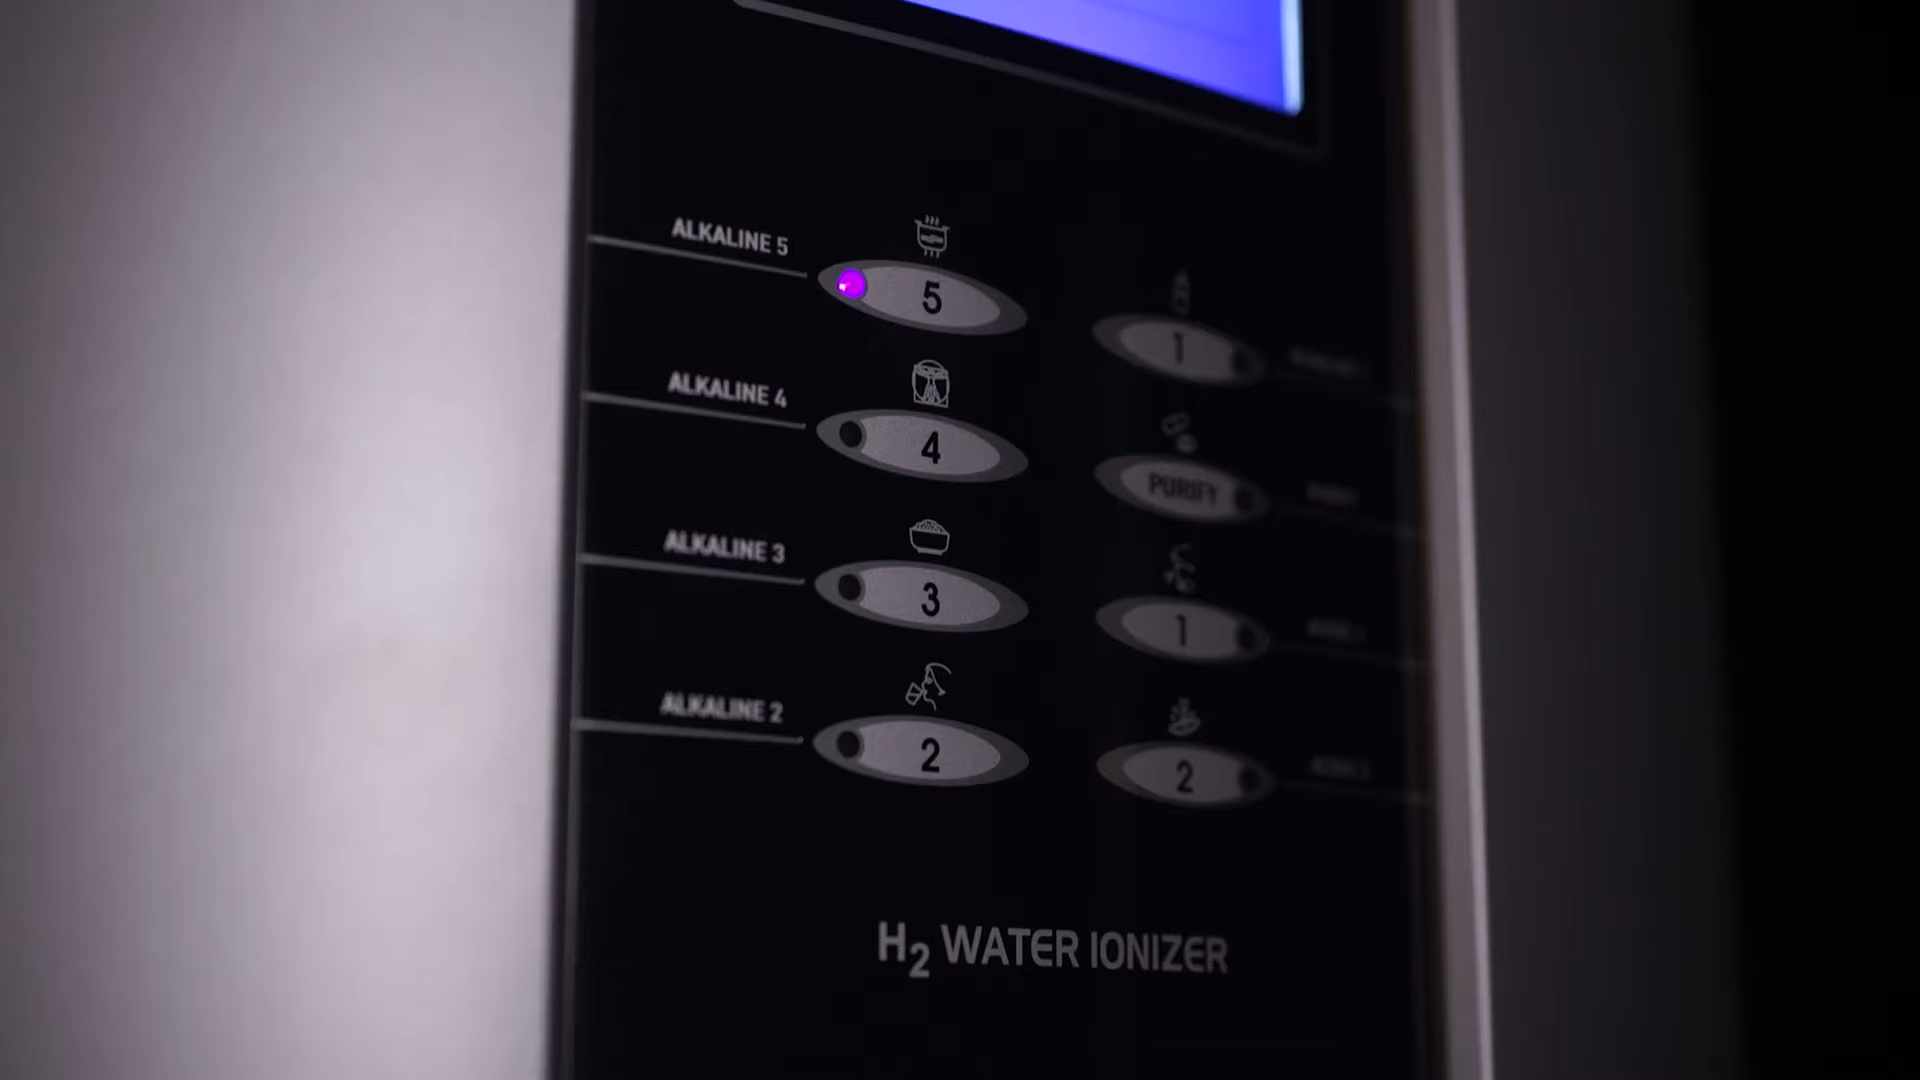 ALKALINE 5
5
1
ALKALINE 4
4
PURIFY
ALKALINE 3
3
1
ALKALINE 2
2
2
H2 WATER IONIZER